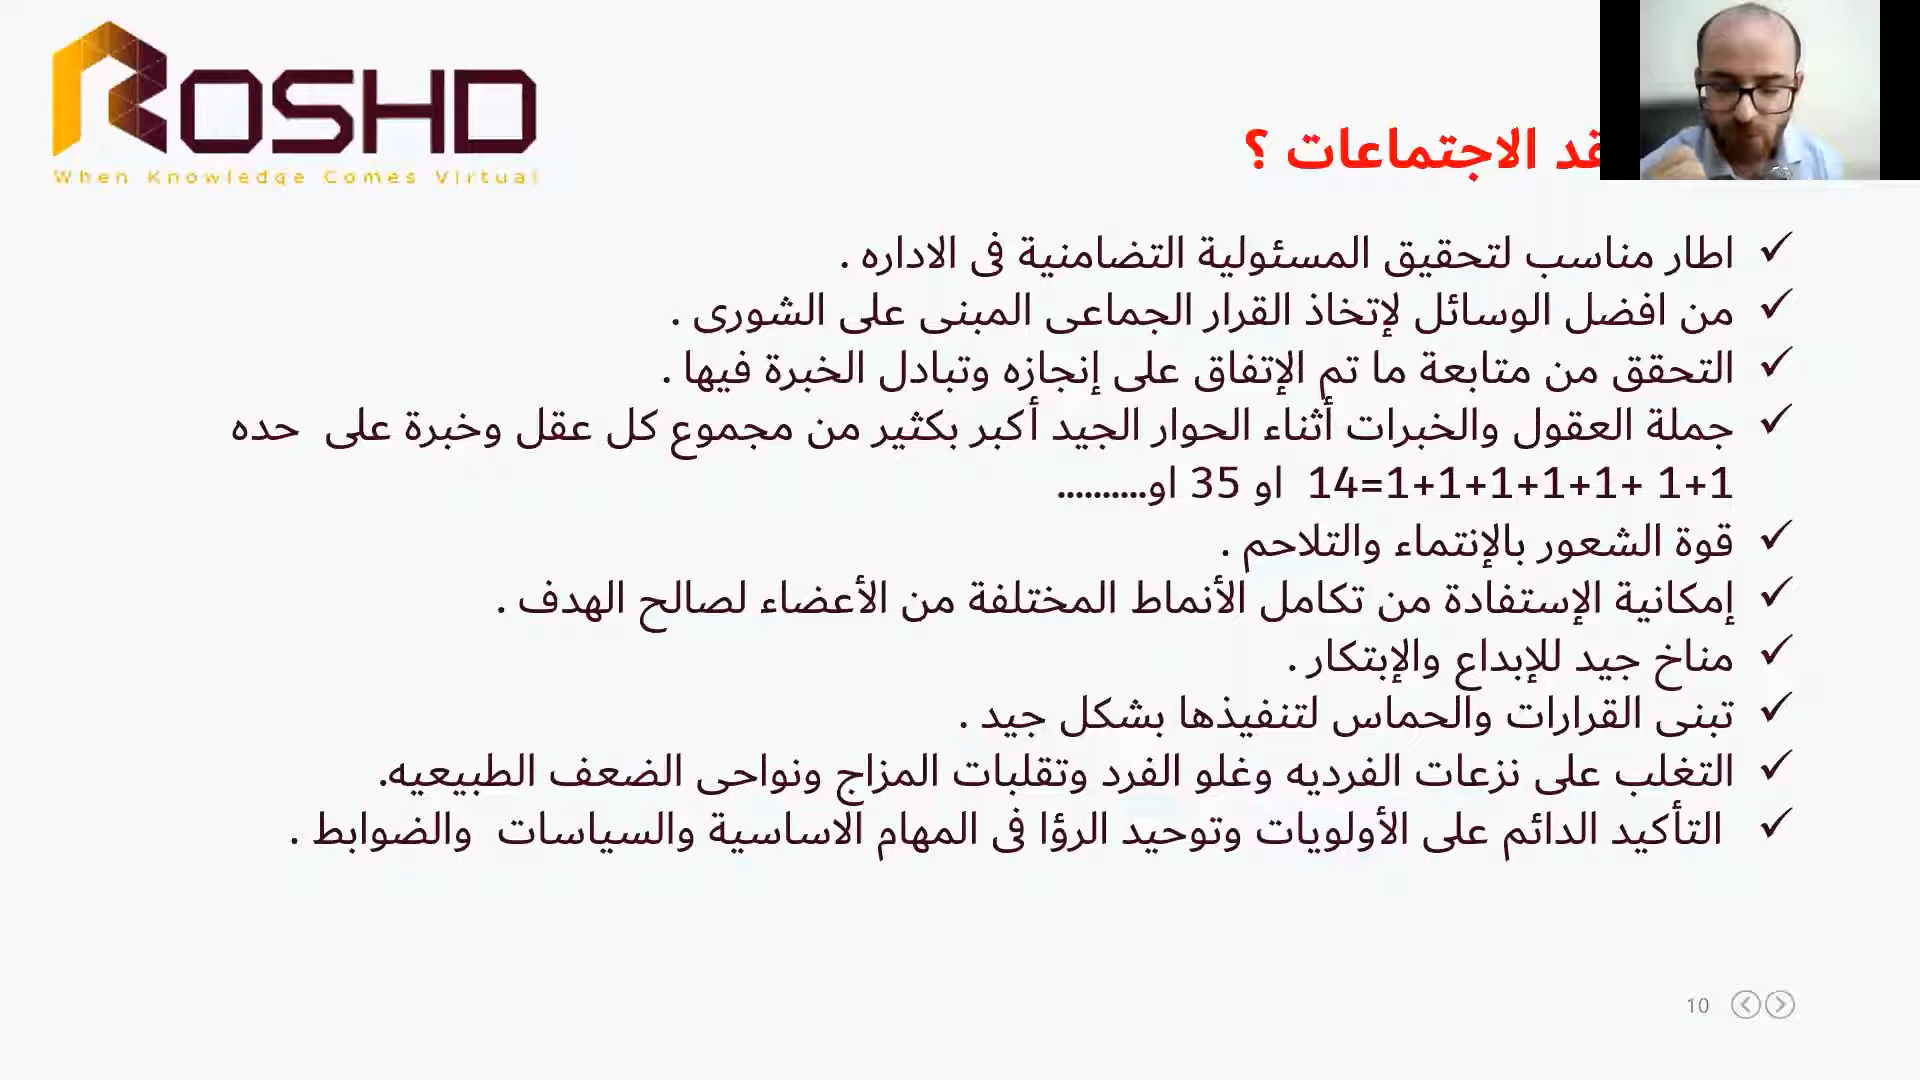 ROSHD
When Knowledge Comes Virtual
الاجتماعات ؟
اطار مناسب لتحقيق المسئولية التضامنية فى الاداره .
من افضل الوسائل لإتخاذ القرار الجماعى المبنى على الشورى .
التحقق من متابعة ما تم الإتفاق على إنجازه وتبادل الخبرة فيها .
جملة العقول والخبرات أثناء الحوار الجيد أكبر بكثير من مجموع كل عقل وخبرة على حده
1+1 +1+1+1+1+1=14 او 35 او..........
قوة الشعور بالإنتماء والتلاحم .
إمكانية الإستفادة من تكامل الأنماط المختلفة من الأعضاء لصالح الهدف .
مناخ جيد للإبداع والإبتكار .
تبنى القرارات والحماس لتنفيذها بشكل جيد .
التغلب على نزعات الفرديه وغلو الفرد وتقلبات المزاج ونواحى الضعف الطبيعيه.
التأكيد الدائم على الأولويات وتوحيد الرؤا فى المهام الاساسية والسياسات والضوابط .
10